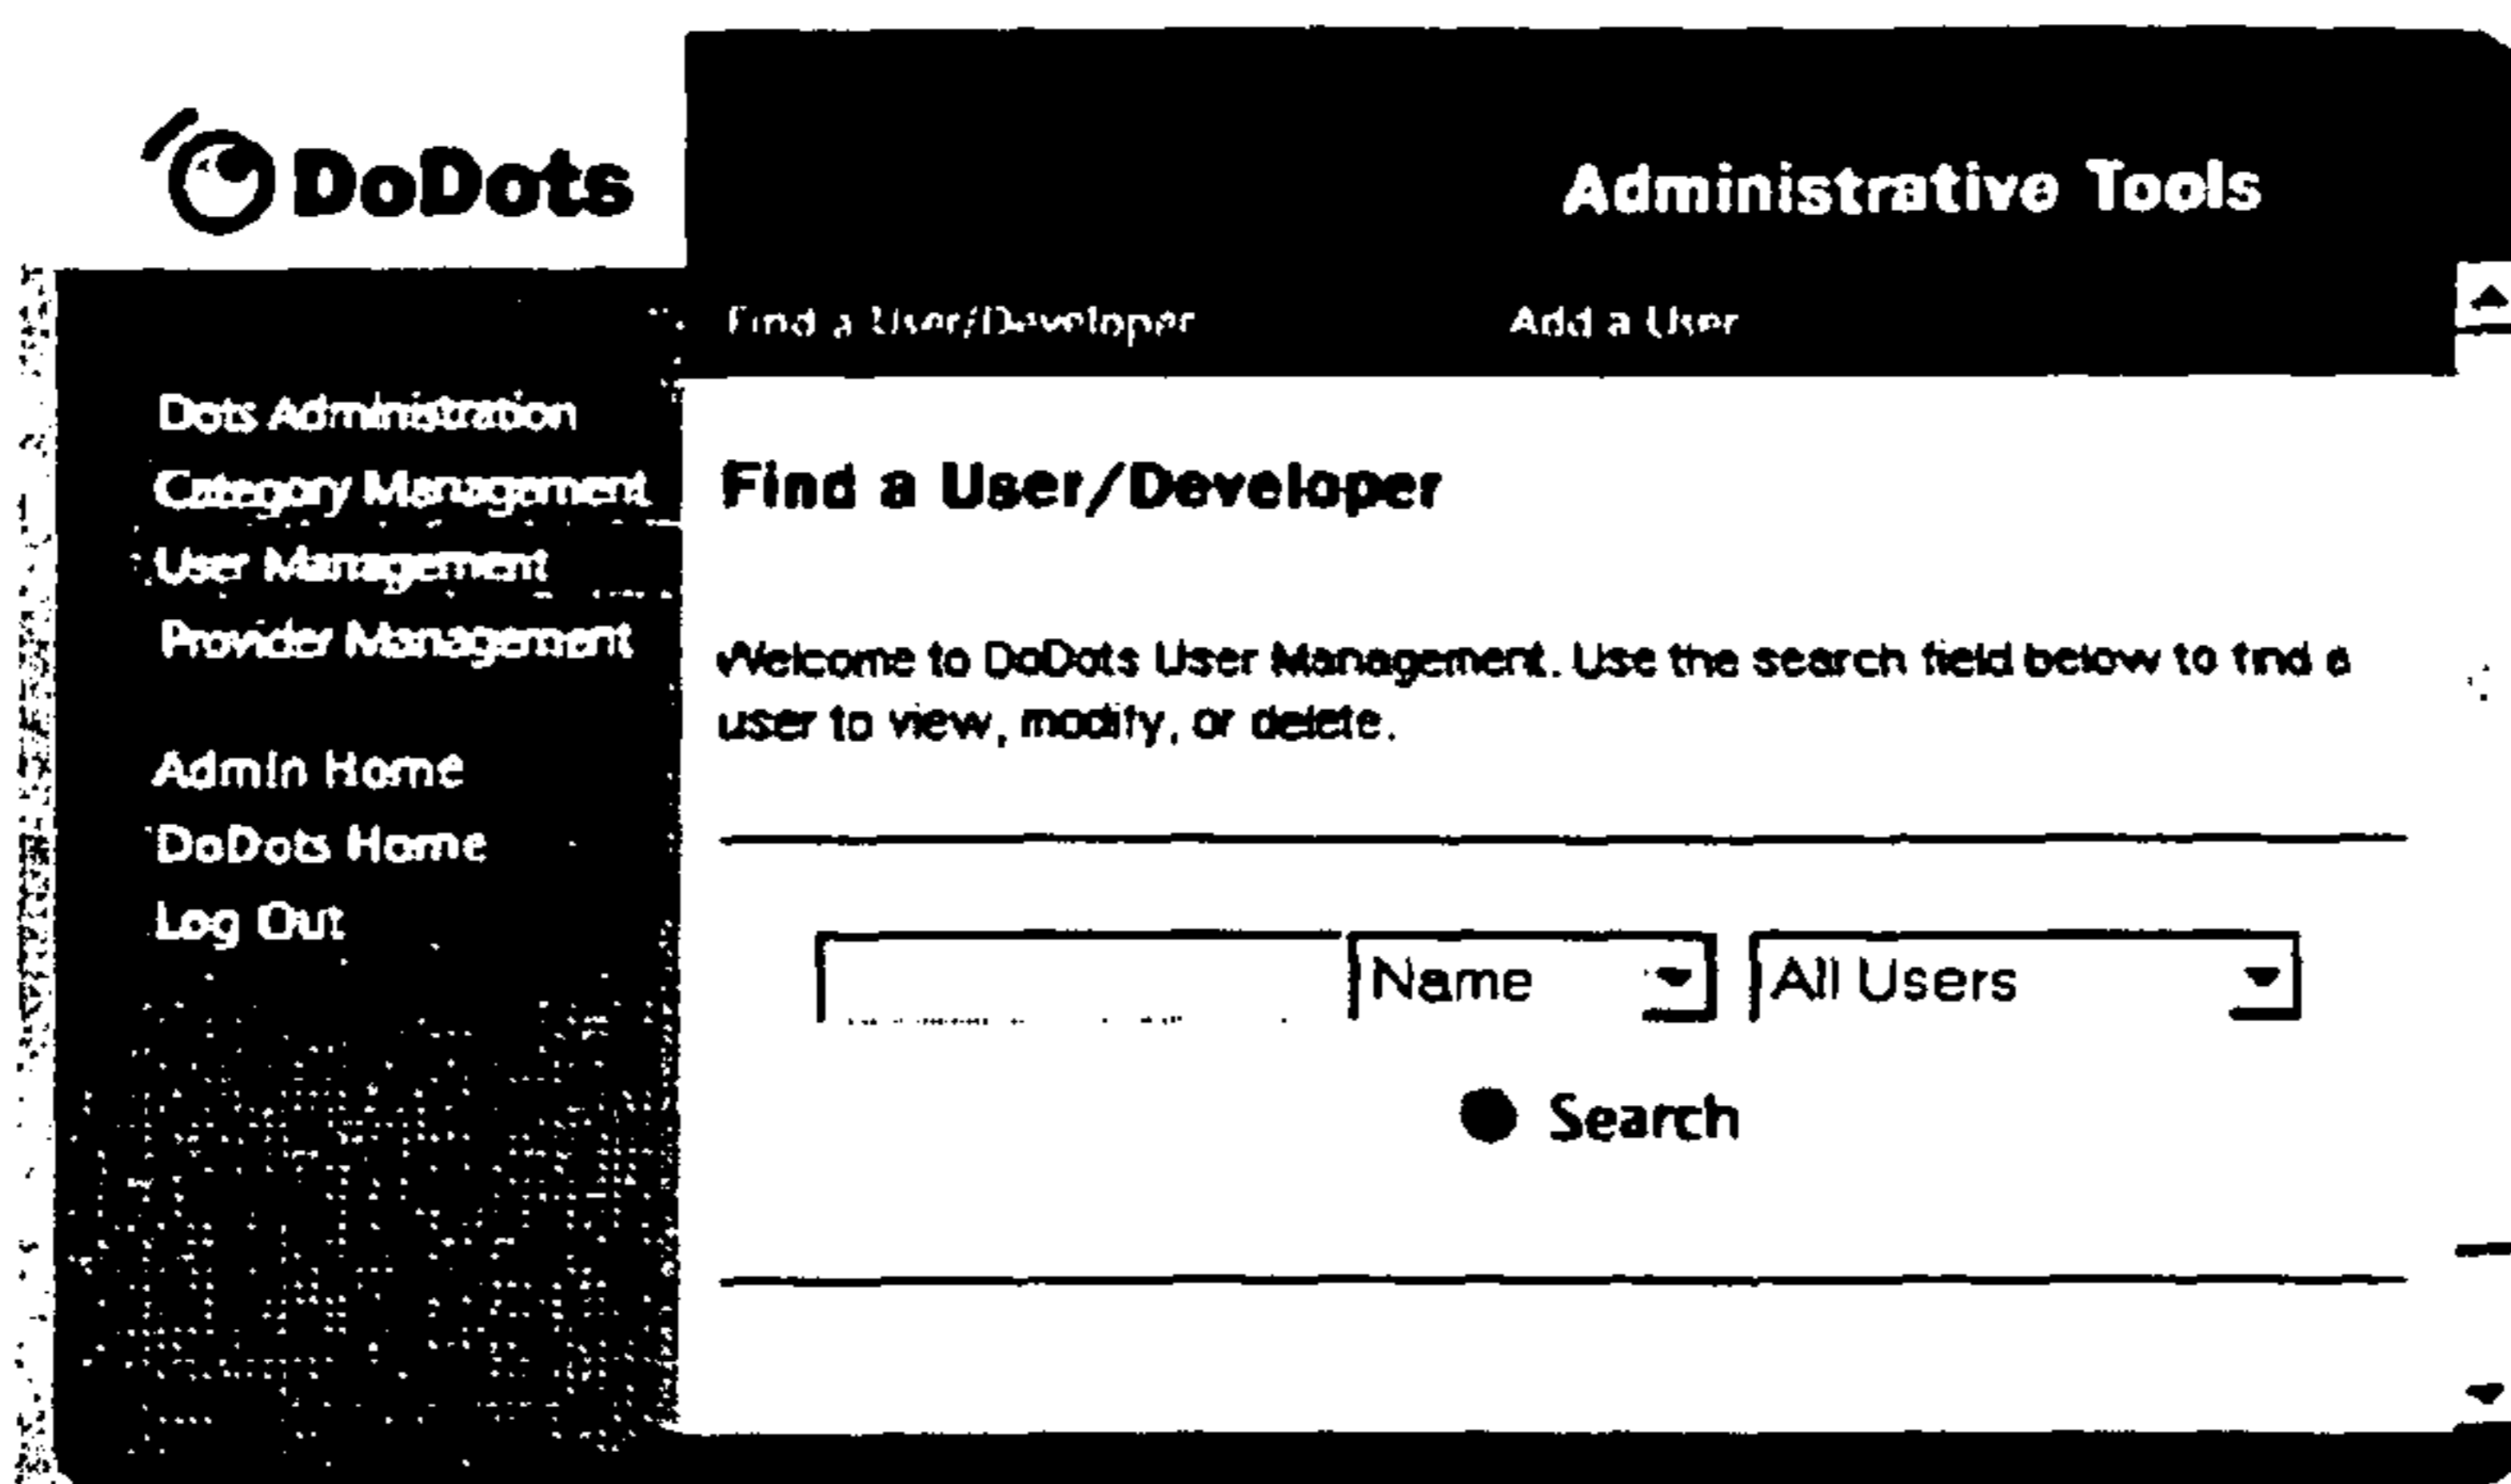 DoDots
Administrative Tools
Find a User/Developer Add a User
Dots Administration
Category Management
User Management
Provider Management
Admin Home
DoDots Home
Log Out
Find a User/Developer
Welcome to DoDots User Management. Use the search field below to find a
user to view, modify, or delete.
Name All Users
Search